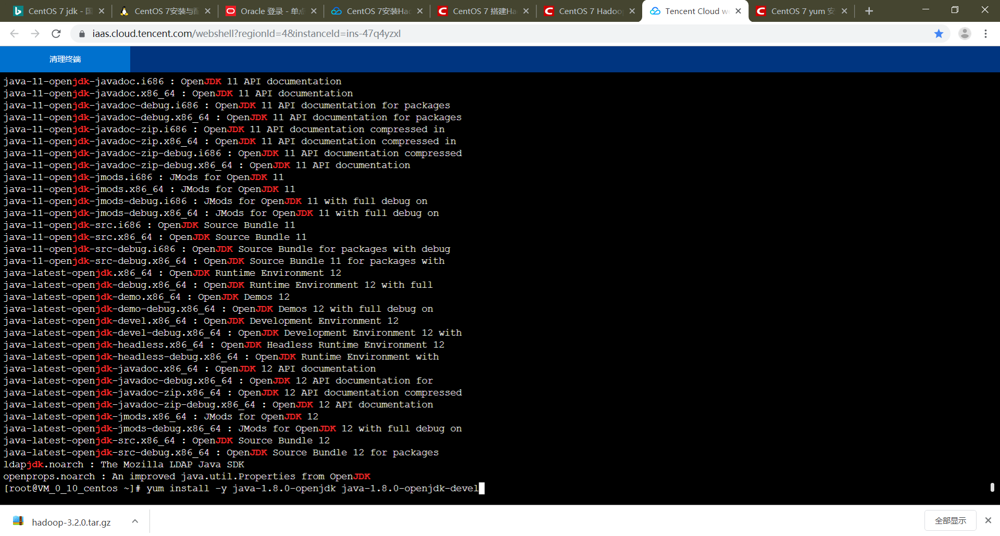 CentOS 7 jdk - 国
CentOS 7安装与配
Oracle 登录 - 单点
CentOS 7安装Had
CentOS 7 搭建Ha
CentOS 7 Hadoop
Tencent Cloud we
CentOS 7 yum 安
iaas.cloud.tencent.com/webshell?regionId=4&instanceId=ins-47q4yzxl
清理终端
java-11-openjdk-javadoc.i686 : OpenJDK 11 API documentation
java-11-openjdk-javadoc.x86_64 : OpenJDK 11 API documentation
java-11-openjdk-javadoc-debug.i686 : OpenJDK 11 API documentation for packages
java-11-openjdk-javadoc-debug.x86_64 : OpenJDK 11 API documentation for packages
java-11-openjdk-javadoc-zip.i686 : OpenJDK 11 API documentation compressed in
java-11-openjdk-javadoc-zip.x86_64 : OpenJDK 11 API documentation compressed in
java-11-openjdk-javadoc-zip-debug.i686 : OpenJDK 11 API documentation compressed
java-11-openjdk-javadoc-zip-debug.x86_64 : OpenJDK 11 API documentation
java-11-openjdk-jmods.i686 : JMods for OpenJDK 11
java-11-openjdk-jmods.x86_64 : JMods for OpenJDK 11
java-11-openjdk-jmods-debug.i686 : JMods for OpenJDK 11 with full debug on
java-11-openjdk-jmods-debug.x86_64 : JMods for OpenJDK 11 with full debug on
java-11-openjdk-src.i686 : OpenJDK Source Bundle 11
java-11-openjdk-src.x86_64 : OpenJDK Source Bundle 11
java-11-openjdk-src-debug.i686 : OpenJDK Source Bundle for packages with debug
java-11-openjdk-src-debug.x86_64 : OpenJDK Source Bundle 11 for packages with
java-latest-openjdk.x86_64 : OpenJDK Runtime Environment 12
java-latest-openjdk-debug.x86_64 : OpenJDK Runtime Environment 12 with full
java-latest-openjdk-demo.x86_64 : OpenJDK Demos 12
java-latest-openjdk-demo-debug.x86_64 : OpenJDK Demos 12 with full debug on
java-latest-openjdk-devel.x86_64 : OpenJDK Development Environment 12
java-latest-openjdk-devel-debug.x86_64 : OpenJDK Development Environment 12 with
java-latest-openjdk-headless.x86_64 : OpenJDK Headless Runtime Environment 12
java-latest-openjdk-headless-debug.x86_64 : OpenJDK Runtime Environment with
java-latest-openjdk-javadoc.x86_64 : OpenJDK 12 API documentation
java-latest-openjdk-javadoc-debug.x86_64 : OpenJDK 12 API documentation for
java-latest-openjdk-javadoc-zip.x86_64 : OpenJDK 12 API documentation compressed
java-latest-openjdk-javadoc-zip-debug.x86_64 : OpenJDK 12 API documentation
java-latest-openjdk-jmods.x86_64 : JMods for OpenJDK 12
java-latest-openjdk-jmods-debug.x86_64 : JMods for OpenJDK 12 with full debug on
java-latest-openjdk-src.x86_64 : OpenJDK Source Bundle 12
java-latest-openjdk-src-debug.x86_64 : OpenJDK Source Bundle 12 for packages
ldapjdk.noarch : The Mozilla LDAP Java SDK
openprops.noarch : An improved java.util.Properties from OpenJDK
[root@VM_0_10_centos ~]# yum install -y java-1.8.0-openjdk java-1.8.0-openjdk-devel
hadoop-3.2.0.tar.gz
全部显示